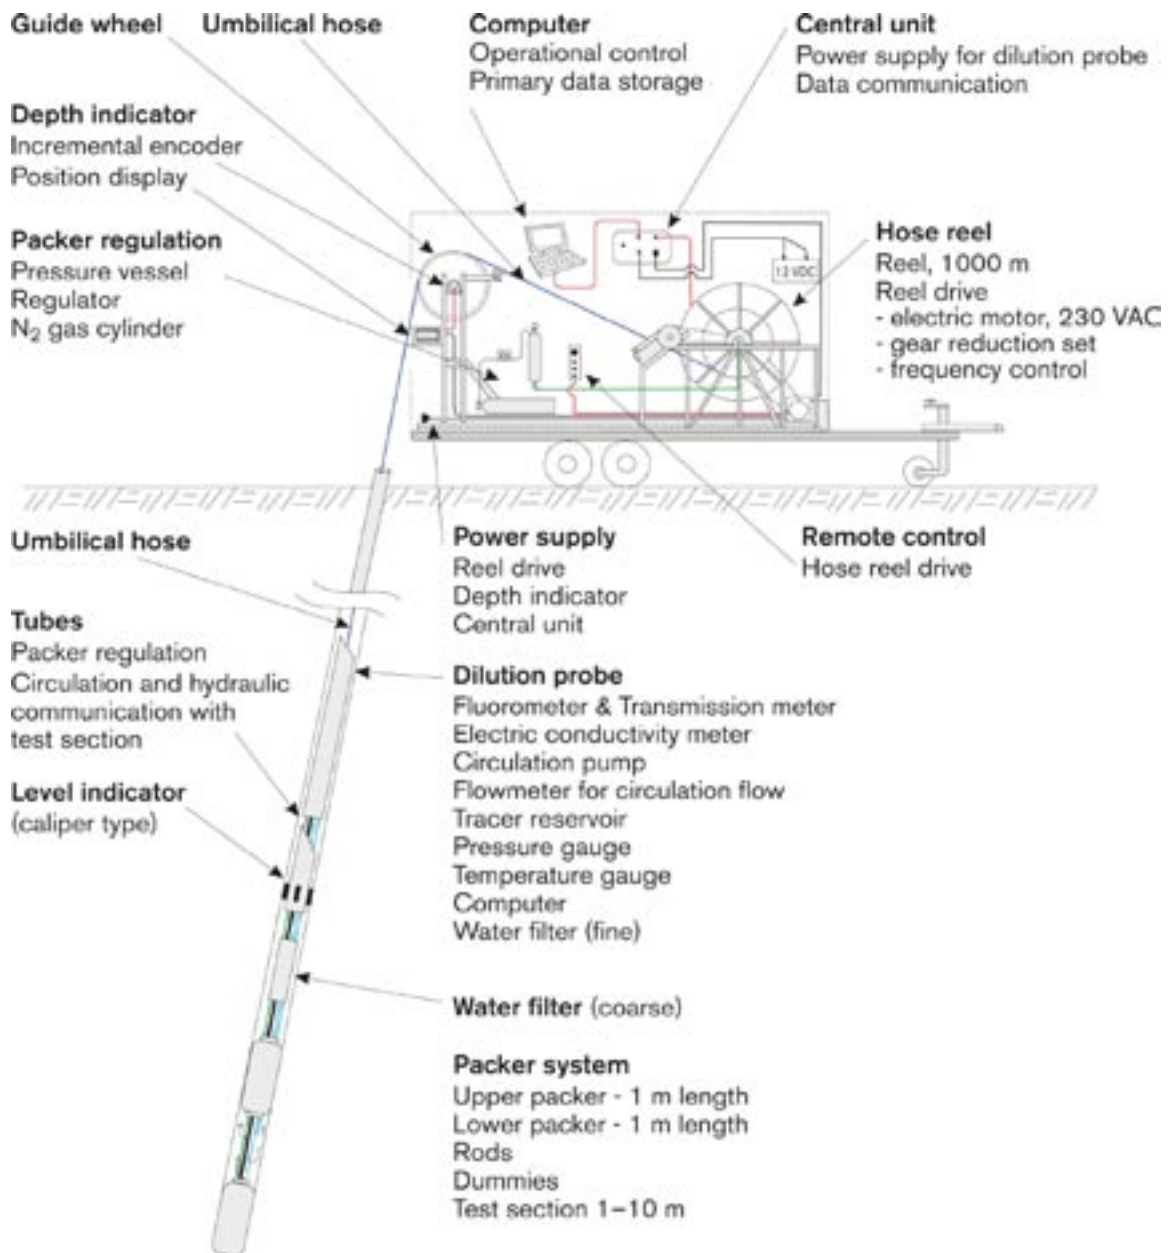 Guide wheel
Umbilical hose
Computer
Operational control
Primary data storage
Central unit
Power supply for dilution probe
Data communication
Depth indicator
Incremental encoder
Position display
Packer regulation
Pressure vessel
Regulator
N₂ gas cylinder
12 VDC
Hose reel
Reel, 1000 m
Reel drive
- electric motor, 230 VAC
- gear reduction set
- frequency control
Umbilical hose
Power supply
Reel drive
Depth indicator
Central unit
Remote control
Hose reel drive
Tubes
Packer regulation
Circulation and hydraulic
communication with
test section
Level indicator
(caliper type)
Dilution probe
Fluorometer & Transmission meter
Electric conductivity meter
Circulation pump
Flowmeter for circulation flow
Tracer reservoir
Pressure gauge
Temperature gauge
Computer
Water filter (fine)
Water filter (coarse)
Packer system
Upper packer - 1 m length
Lower packer - 1 m length
Rods
Dummies
Test section 1–10 m